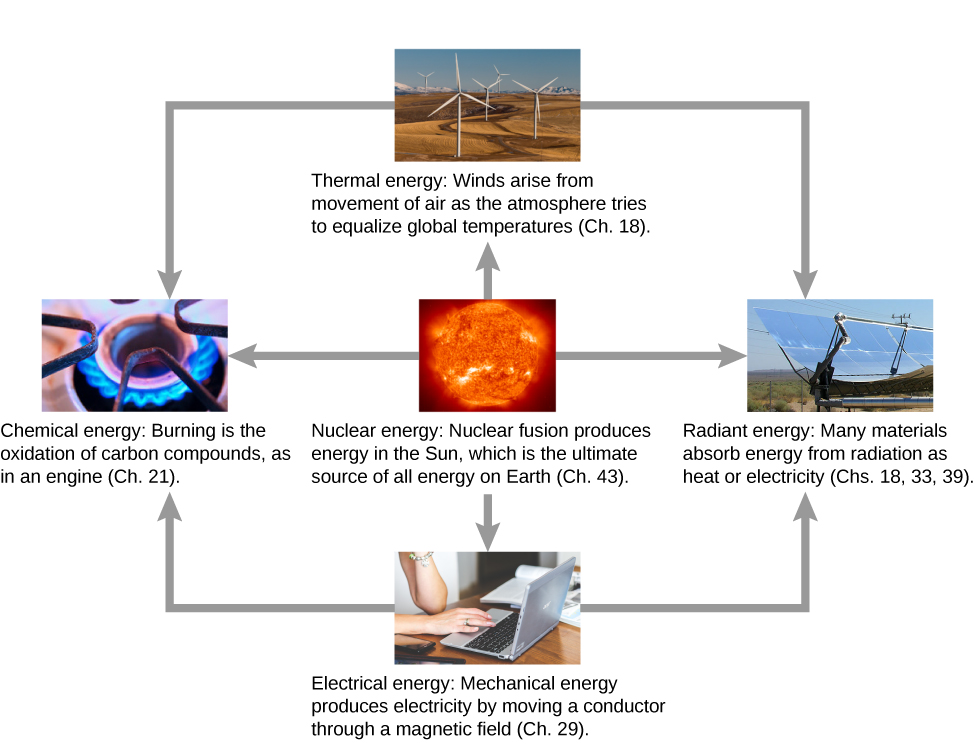 Thermal energy: Winds arise from
movement of air as the atmosphere tries
to equalize global temperatures (Ch. 18).
Chemical energy: Burning is the
oxidation of carbon compounds, as
in an engine (Ch. 21).
Nuclear energy: Nuclear fusion produces
energy in the Sun, which is the ultimate
source of all energy on Earth (Ch. 43).
Radiant energy: Many materials
absorb energy from radiation as
heat or electricity (Chs. 18, 33, 39).
Electrical energy: Mechanical energy
produces electricity by moving a conductor
through a magnetic field (Ch. 29).